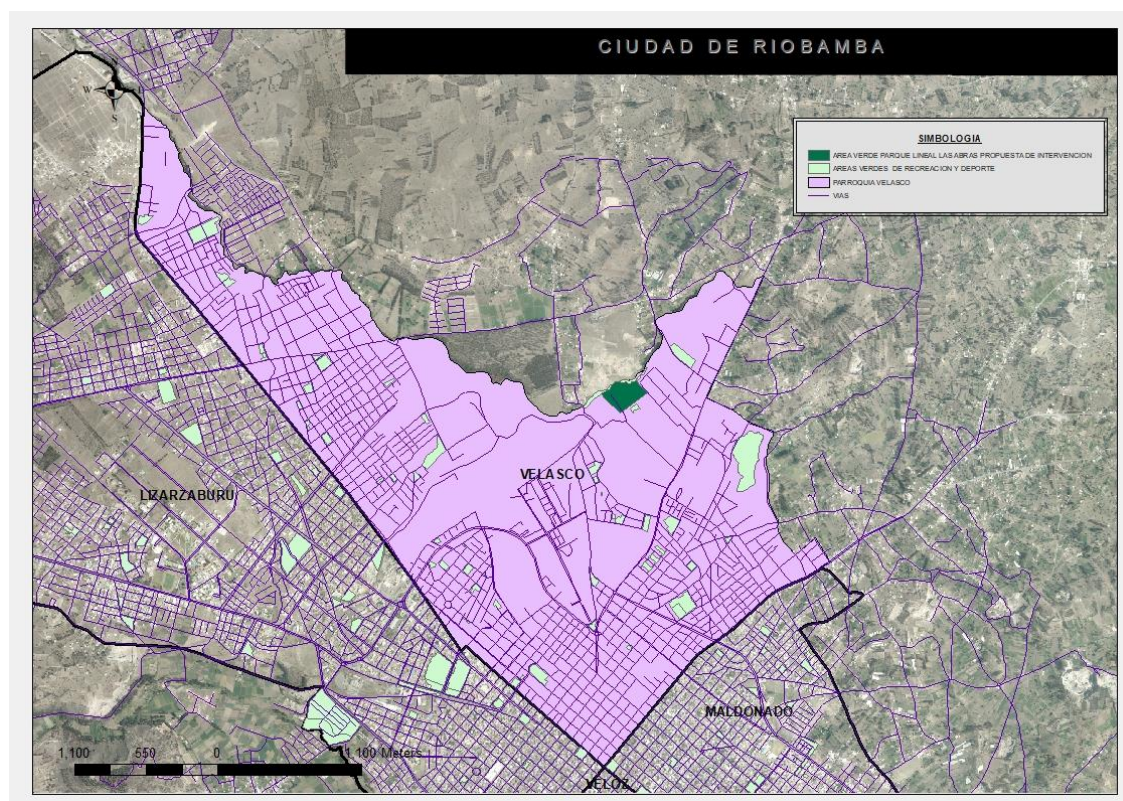 CIUDAD DE RIOBAMBA
W
S
SIMBOLOGIA
AREA VERDE PARQUE LINEAL LAS ABRAS PROPUESTA DE INTERVENCION
AREAS VERDES DE RECREACION Y DEPORTE
PARROQUIA VELASCO
VIAS
VELASCO
LIZARZABURU
MALDONADO
1,100 550 0 1,100 Meters
VELOZ